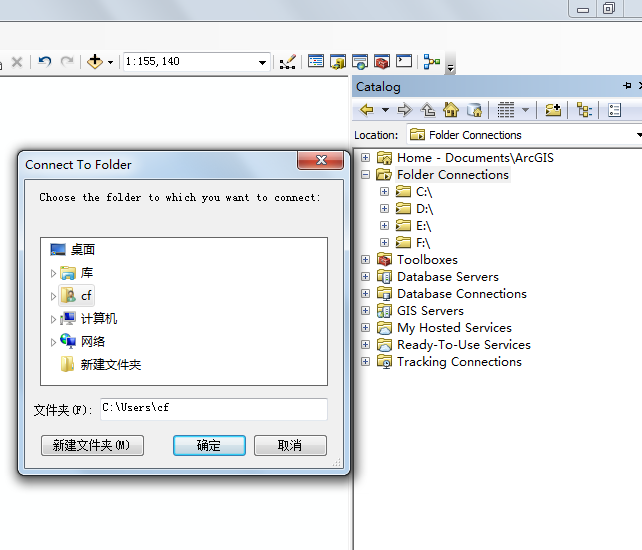 1:155,140
Catalog
Location: Folder Connections
Home - Documents\ArcGIS
Folder Connections
C:\
D:\
E:\
F:\
Toolboxes
Database Servers
Database Connections
GIS Servers
My Hosted Services
Ready-To-Use Services
Tracking Connections
Connect To Folder
Choose the folder to which you want to connect:
桌面
库
cf
计算机
网络
新建文件夹
文件夹(F): C:\Users\cf
新建文件夹(M) 确定 取消